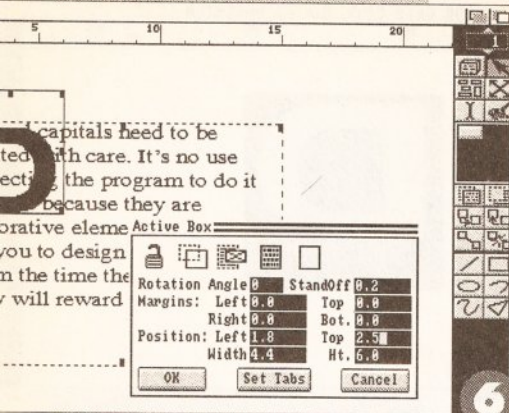 5 10 15 20
1
capitals need to be
ted with care. It's no use
ecting the program to do it
because they are
orative eleme
you to design
m the time the
will reward
Active Box
Rotation Angle 0 StandOff 0.2
Margins: Left 0.0 Top 0.0
Right 0.0 Bot. 0.0
Position: Left 1.8 Top 2.5
Width 4.4 Ht. 6.0
OK Set Tabs Cancel
6